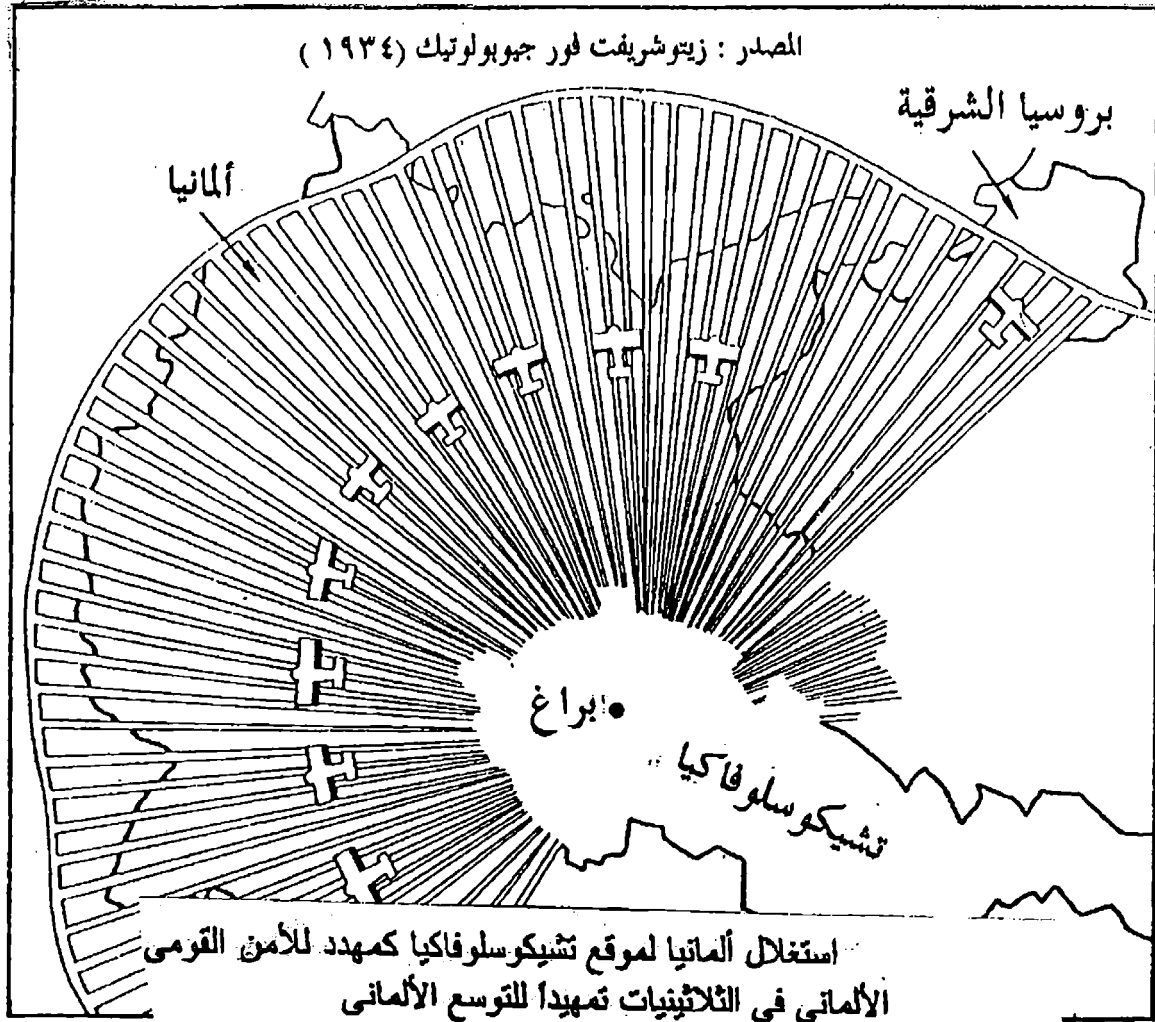 المصدر : زيتوشريفت فور جيوبولوتيك (١٩٣٤ )
بروسيا الشرقية
ألمانيا
براغ
تشيكوسلوفاكيا
استغلال ألمانيا لموقع تشيكوسلوفاكيا كمهدد للأمن القومى
الألمانى فى الثلاثينيات تمهيداً للتوسع الألمانى